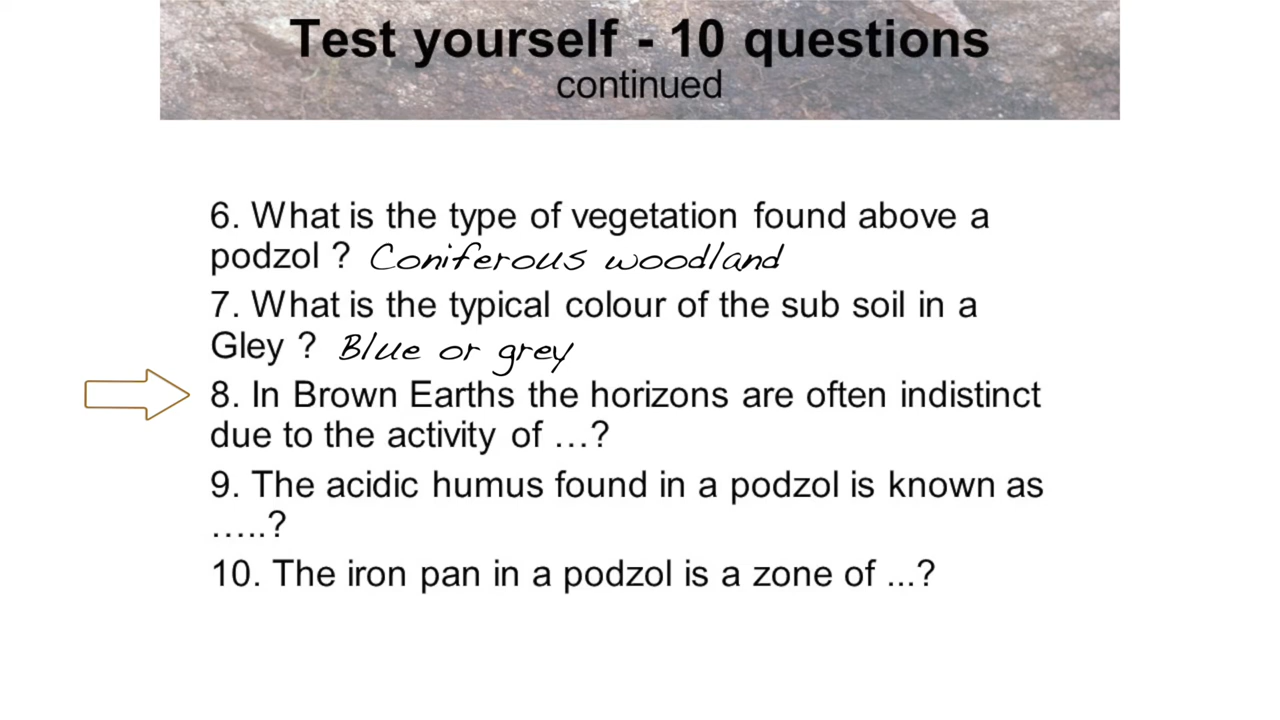 Test yourself - 10 questions
continued
6. What is the type of vegetation found above a
podzol ? Coniferous woodland
7. What is the typical colour of the sub soil in a
Gley ? Blue or grey
8. In Brown Earths the horizons are often indistinct
due to the activity of …?
9. The acidic humus found in a podzol is known as
…..?
10. The iron pan in a podzol is a zone of ...?